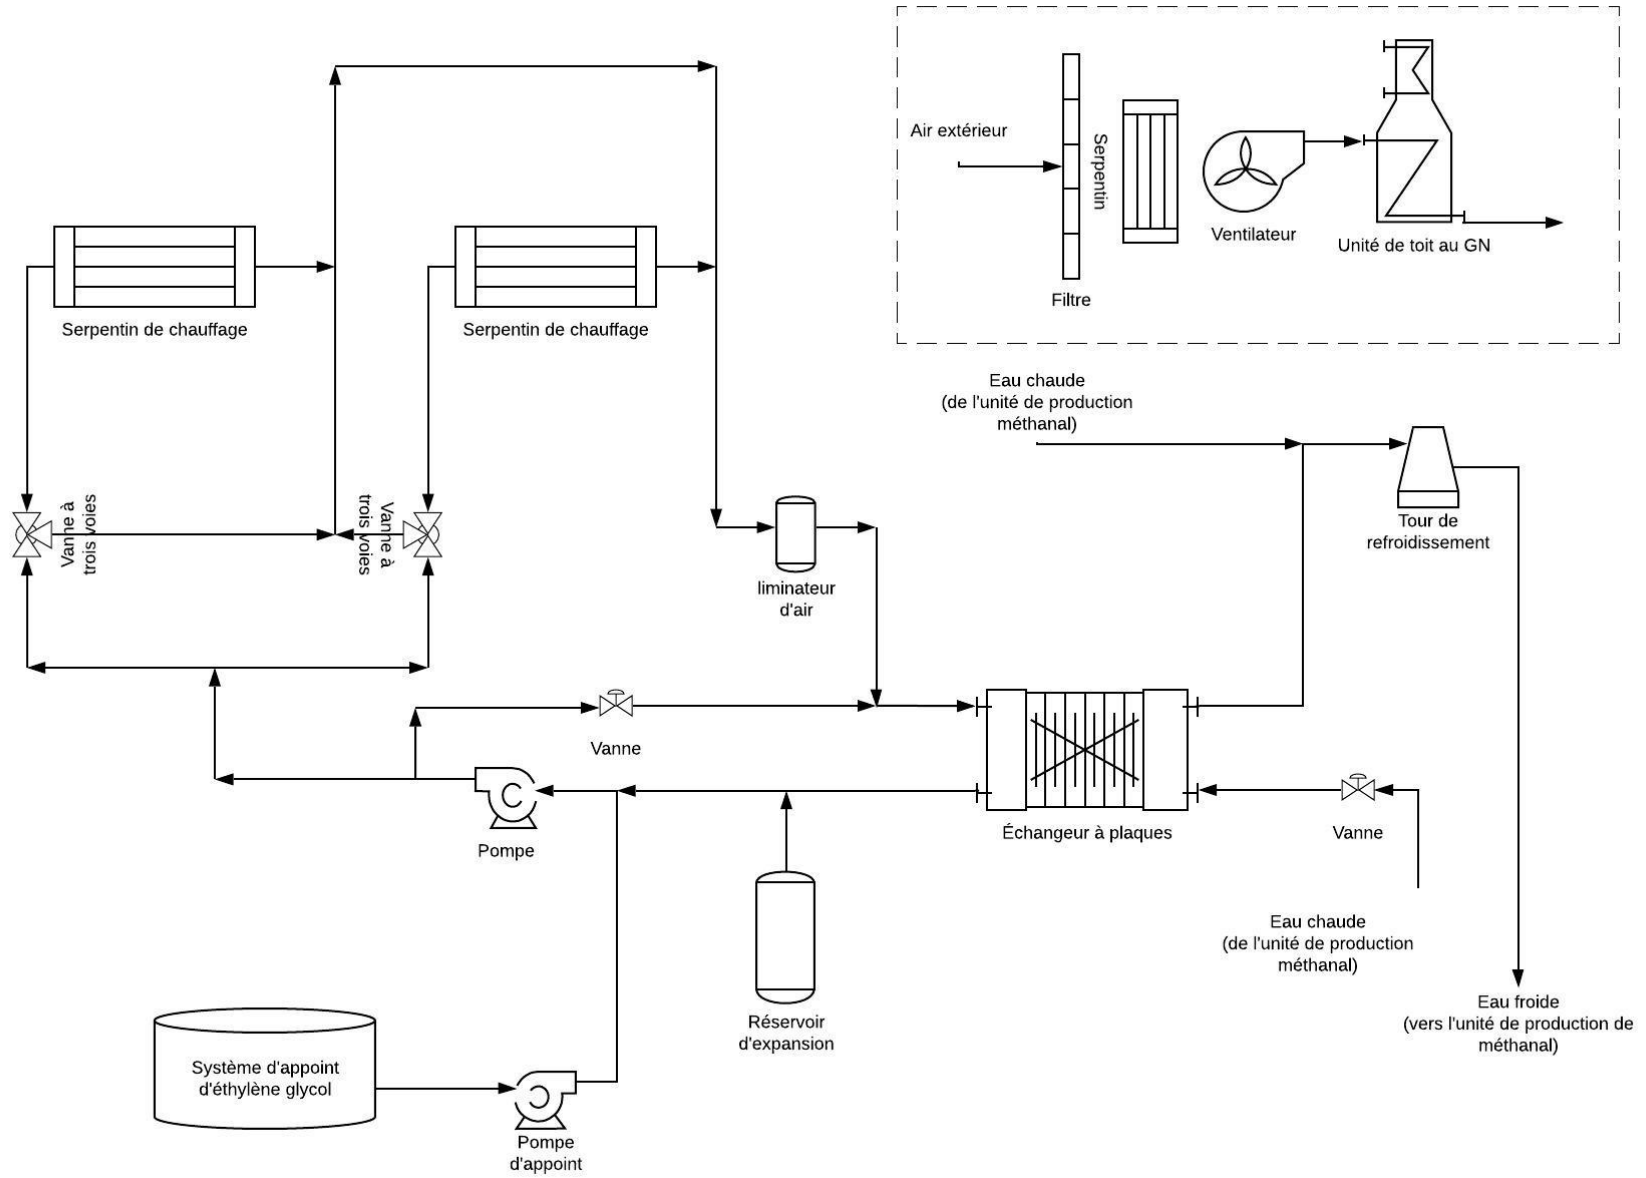 Air extérieur
Serpentin
Ventilateur
Unité de toit au GN
Filtre
Serpentin de chauffage
Serpentin de chauffage
Eau chaude
(de l'unité de production
méthanal)
Vanne à
trois voies
Vanne à
trois voies
Tour de
refroidissement
liminateur
d'air
Vanne
Pompe
Échangeur à plaques
Vanne
Eau chaude
(de l'unité de production
méthanal)
Eau froide
(vers l'unité de production de
méthanal)
Réservoir
d'expansion
Système d'appoint
d'éthylène glycol
Pompe
d'appoint